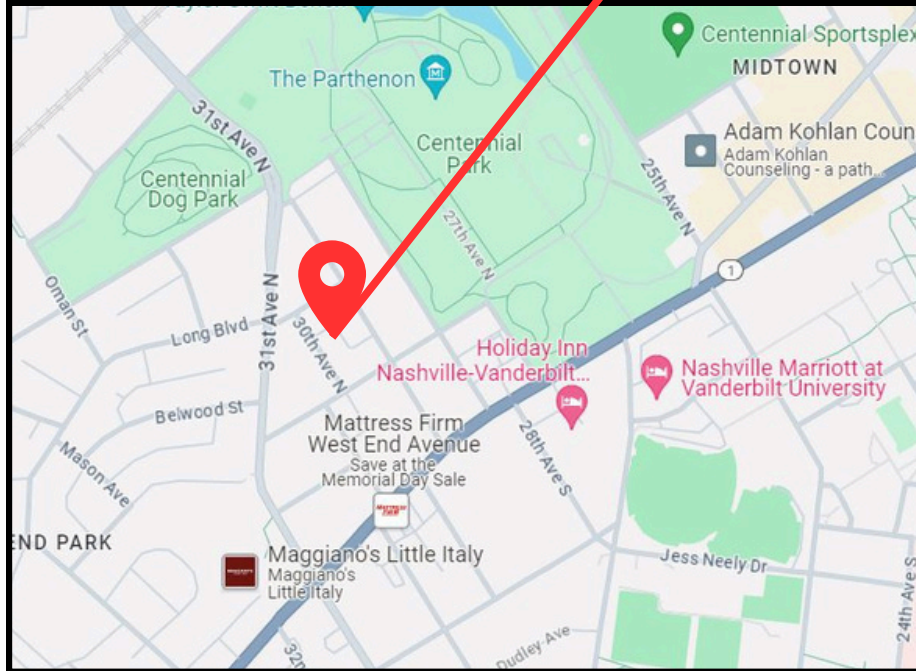 Centennial Sportsplex
MIDTOWN
The Parthenon
31st Ave N
Adam Kohlan Coun
Adam Kohlan
Counseling - a path...
Centennial
Park
25th Ave N
Centennial
Dog Park
27th Ave N
1
Oman St
31st Ave N
Long Blvd
30th Ave N
Holiday Inn
Nashville-Vanderbilt...
Nashville Marriott at
Vanderbilt University
Belwood St
Mattress Firm
West End Avenue
Save at the
Memorial Day Sale
28th Ave S
Mason Ave
MATTRESS
FIRM
END PARK
Maggiano's Little Italy
Maggiano's
Little Italy
Jess Neely Dr
24th Ave S
Dudley Ave
32n